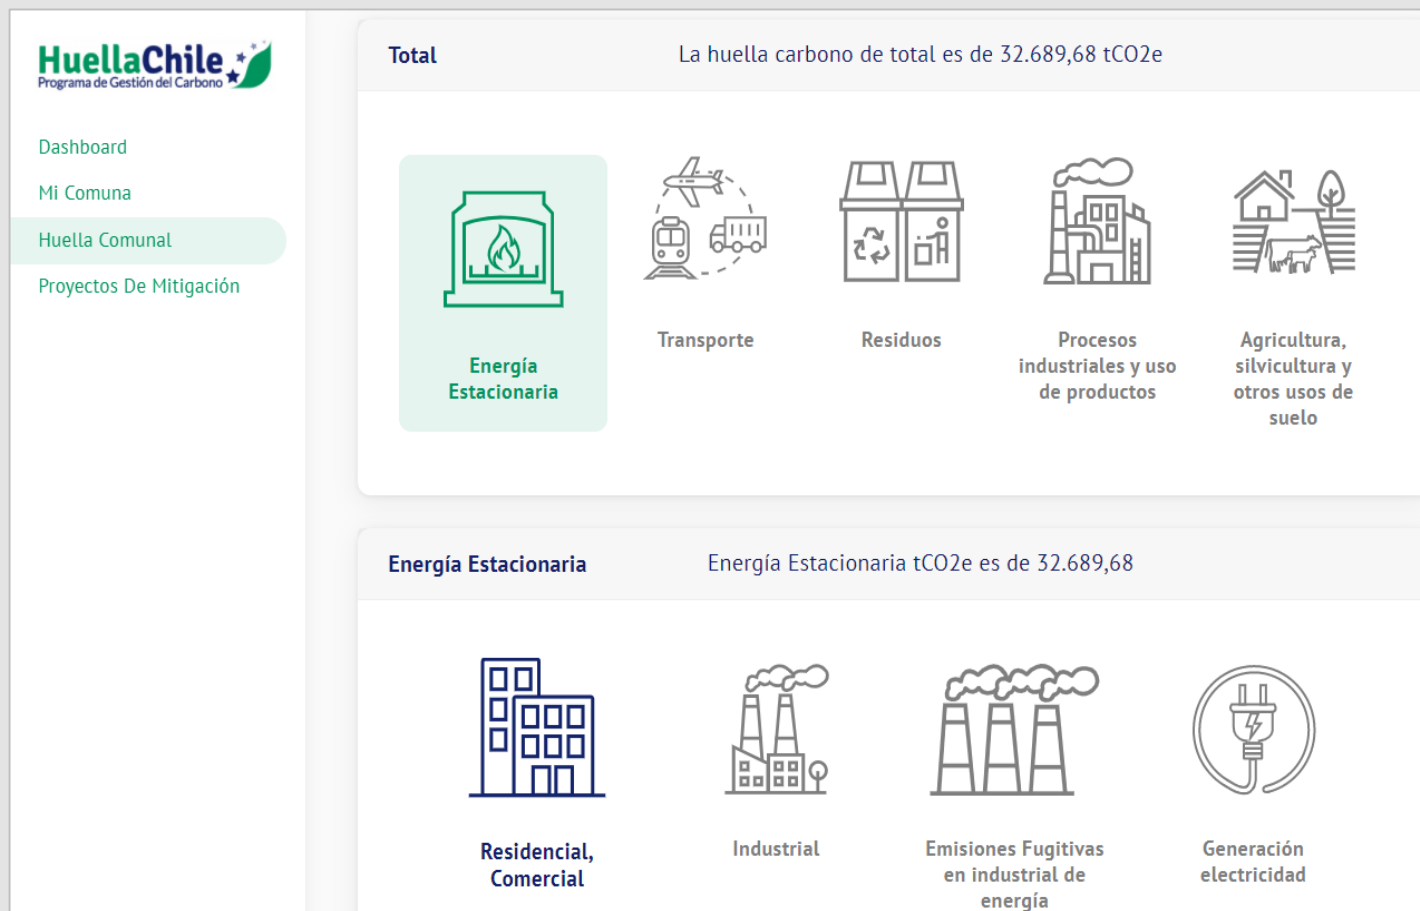 HuellaChile
Programa de Gestión del Carbono
Dashboard
Mi Comuna
Huella Comunal
Proyectos De Mitigación
Total
La huella carbono de total es de 32.689,68 tCO2e
Energía
Estacionaria
Transporte
Residuos
Procesos
industriales y uso
de productos
Agricultura,
silvicultura y
otros usos de
suelo
Energía Estacionaria
Energía Estacionaria tCO2e es de 32.689,68
Residencial,
Comercial
Industrial
Emisiones Fugitivas
en industrial de
energía
Generación
electricidad